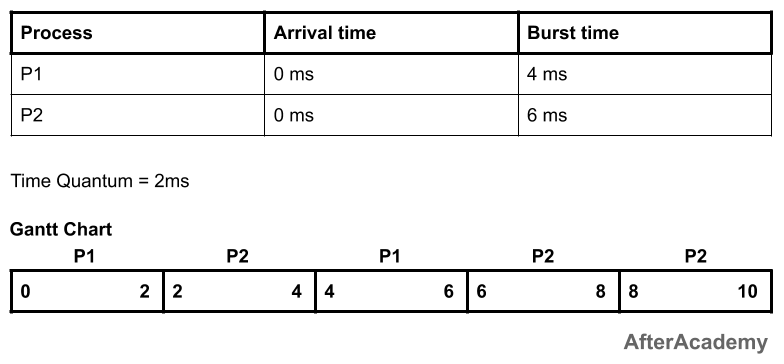 Process Arrival time Burst time
P1 0 ms 4 ms
P2 0 ms 6 ms
Time Quantum = 2ms
Gantt Chart
P1 P2 P1 P2 P2
0 2 2 4 4 6 6 8 8 10
AfterAcademy